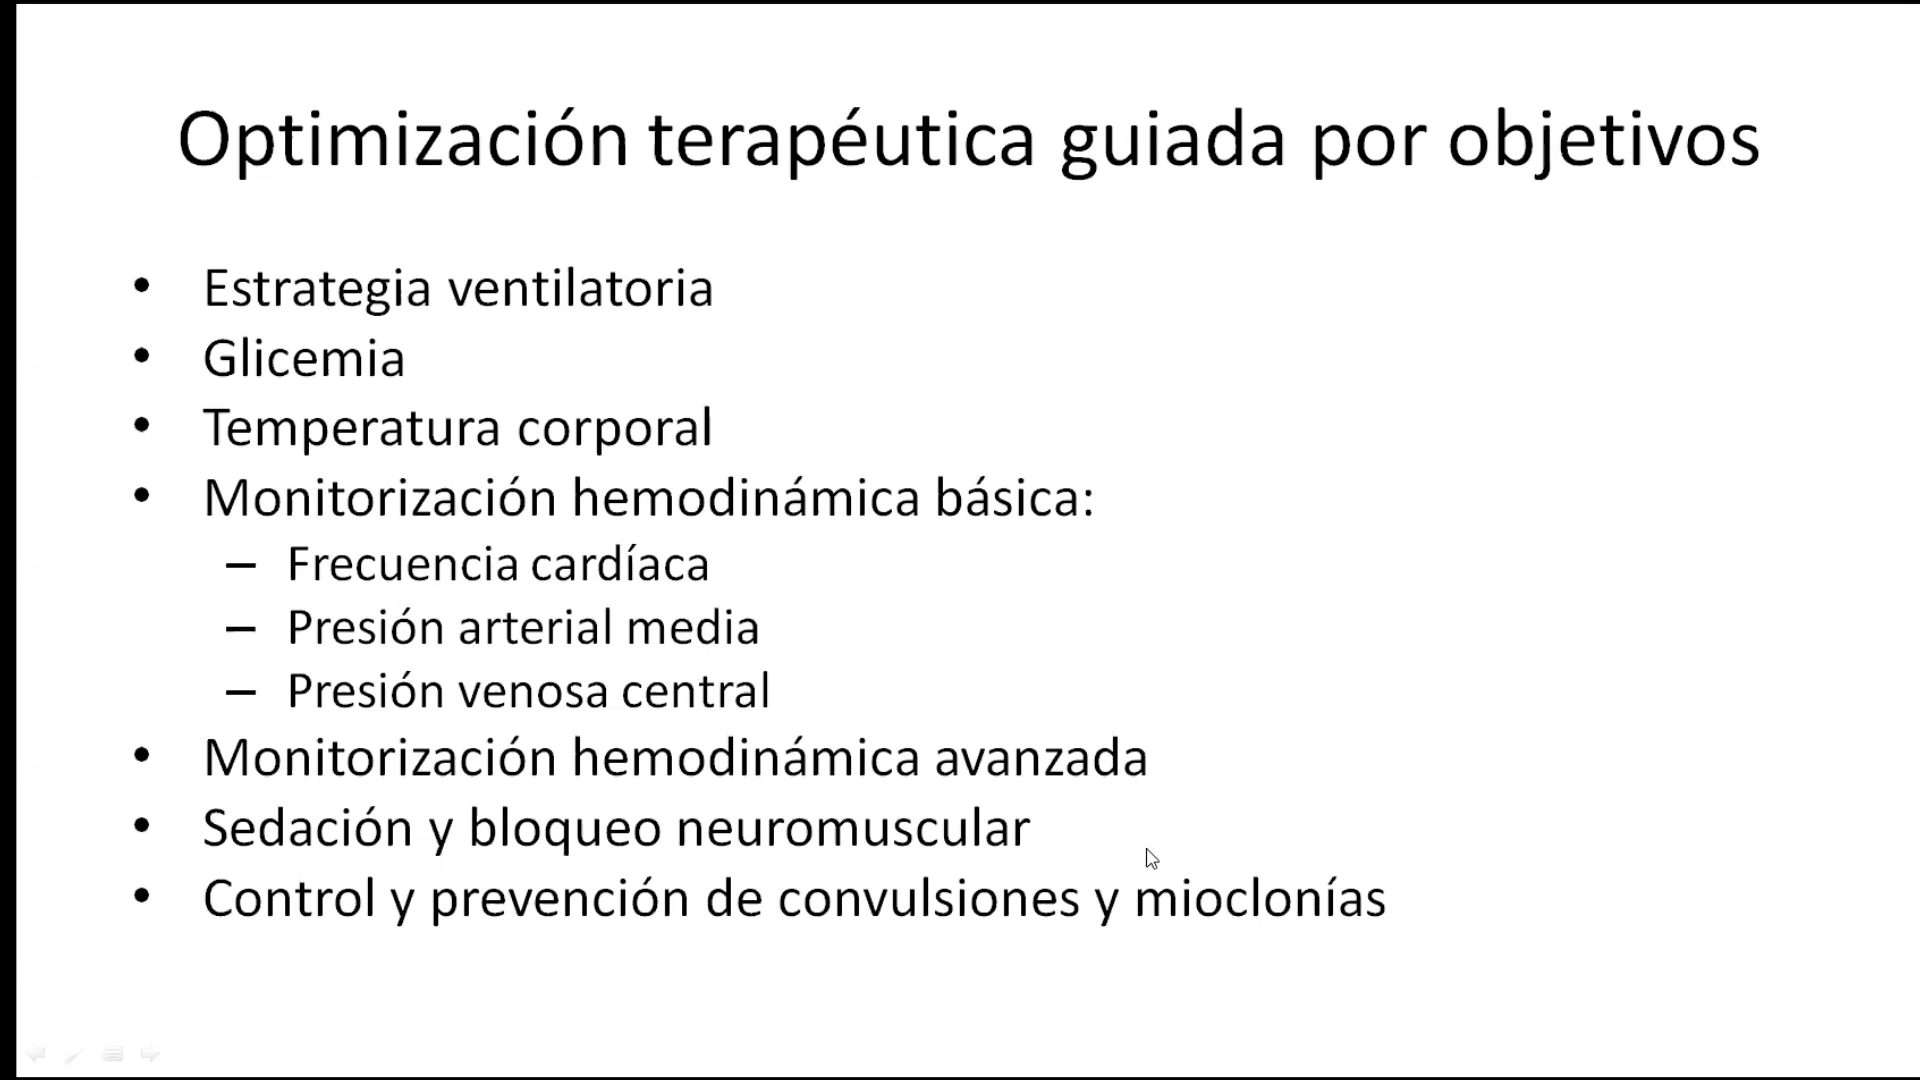 Optimización terapéutica guiada por objetivos
• Estrategia ventilatoria
• Glicemia
• Temperatura corporal
• Monitorización hemodinámica básica:
– Frecuencia cardíaca
– Presión arterial media
– Presión venosa central
• Monitorización hemodinámica avanzada
• Sedación y bloqueo neuromuscular
• Control y prevención de convulsiones y mioclonías